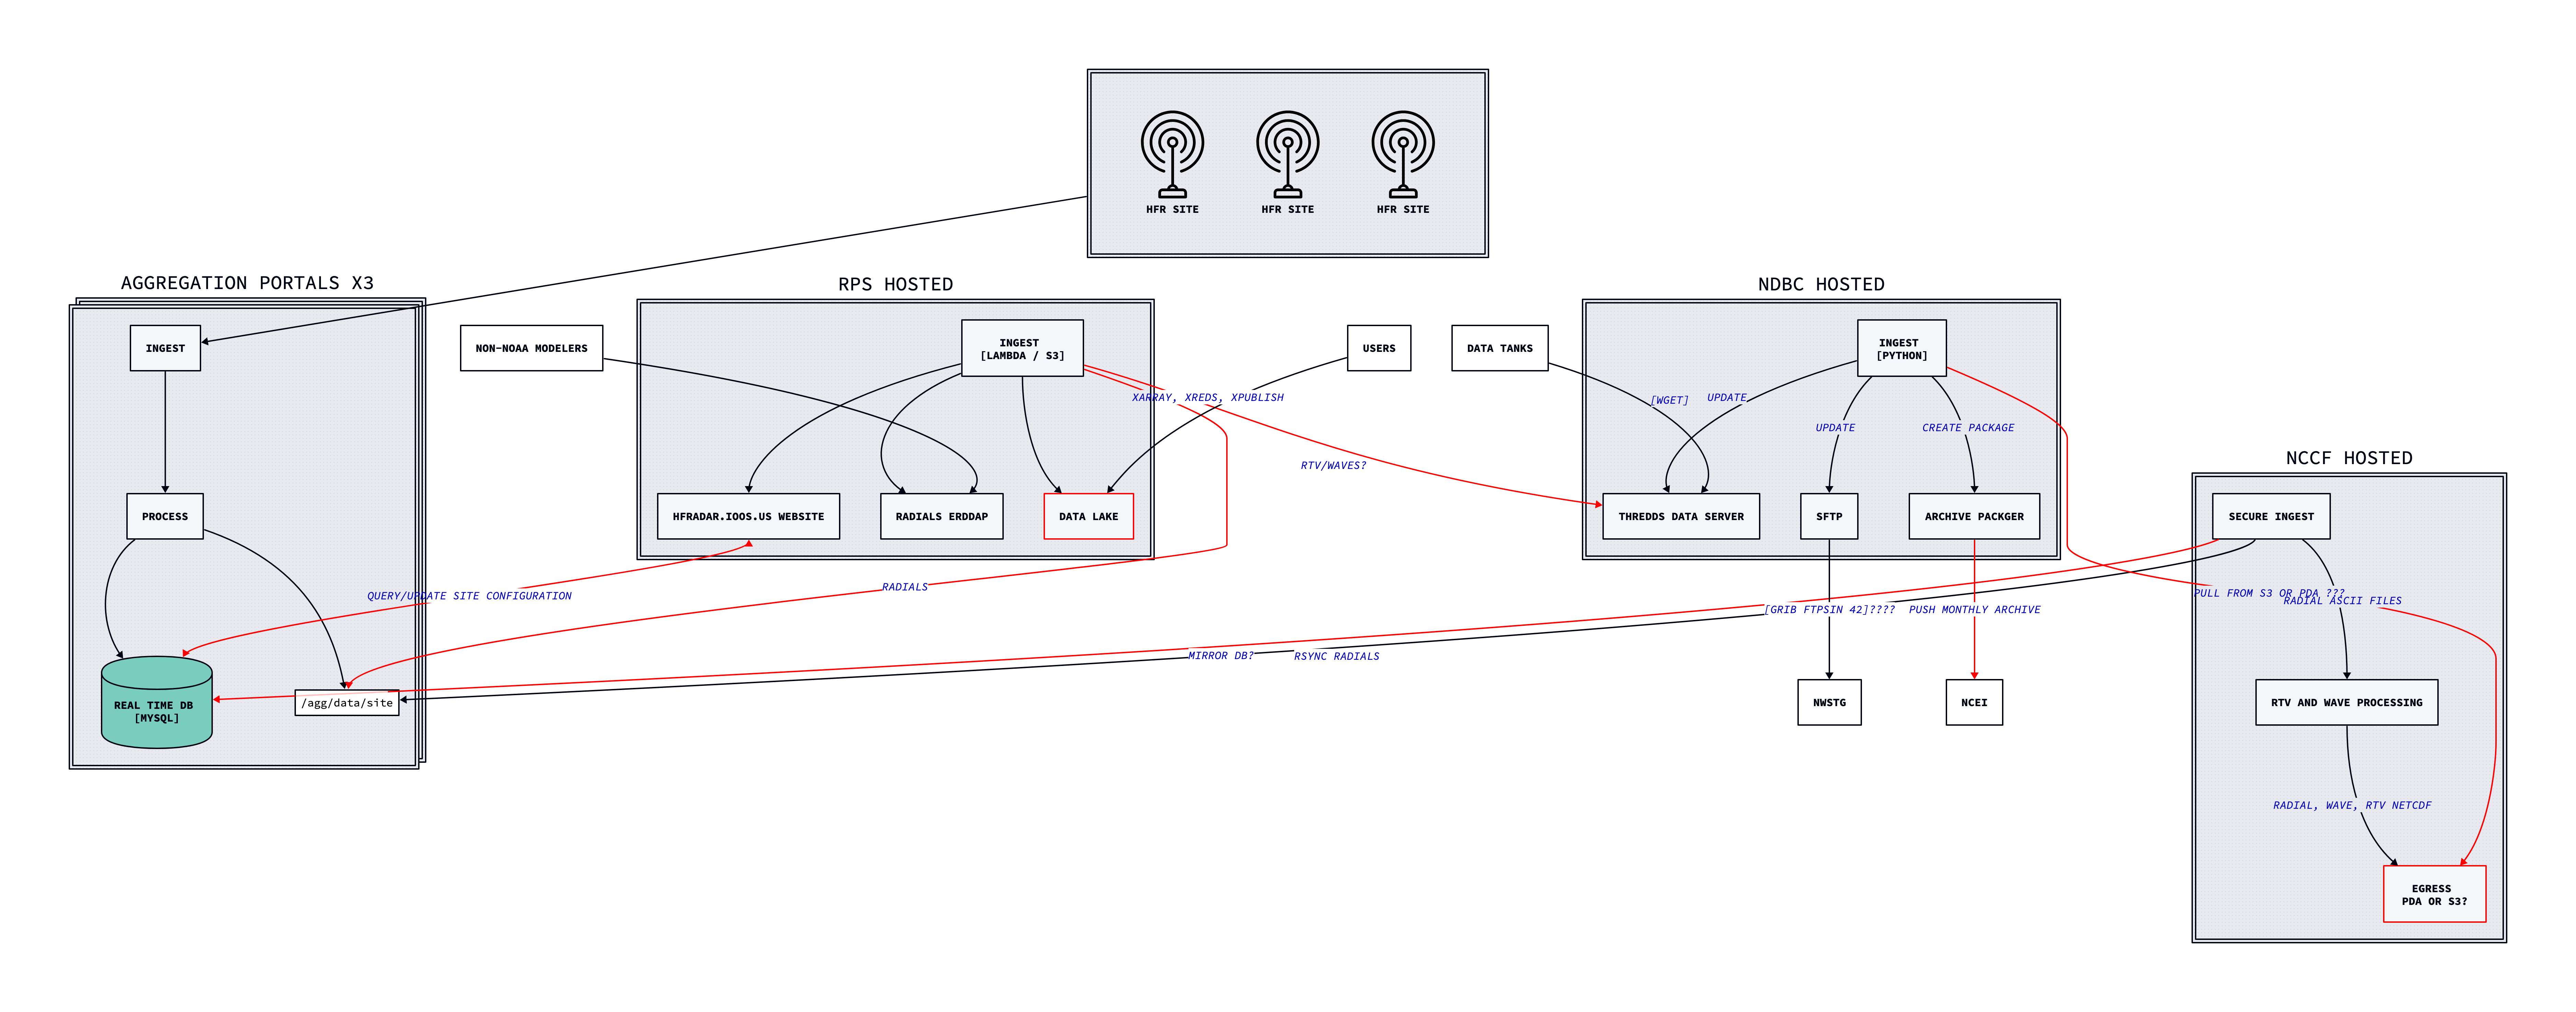 HFR SITE
HFR SITE
HFR SITE
AGGREGATION PORTALS X3
RPS HOSTED
NDBC HOSTED
INGEST
NON-NOAA MODELERS
INGEST
[LAMBDA / S3]
USERS
DATA TANKS
INGEST
[PYTHON]
XARRAY, XREDS, XPUBLISH
[WGET]
UPDATE
UPDATE
CREATE PACKAGE
NCCF HOSTED
RTV/WAVES?
PROCESS
HFRADAR.IOOS.US WEBSITE
RADIALS ERDDAP
DATA LAKE
THREDDS DATA SERVER
SFTP
ARCHIVE PACKGER
SECURE INGEST
QUERY/UPDATE SITE CONFIGURATION
RADIALS
PULL FROM S3 OR PDA ???
RADIAL ASCII FILES
[GRIB FTPSIN 42]????
PUSH MONTHLY ARCHIVE
MIRROR DB?
RSYNC RADIALS
REAL TIME DB
[MYSQL]
/agg/data/site
NWSTG
NCEI
RTV AND WAVE PROCESSING
RADIAL, WAVE, RTV NETCDF
EGRESS
PDA OR S3?